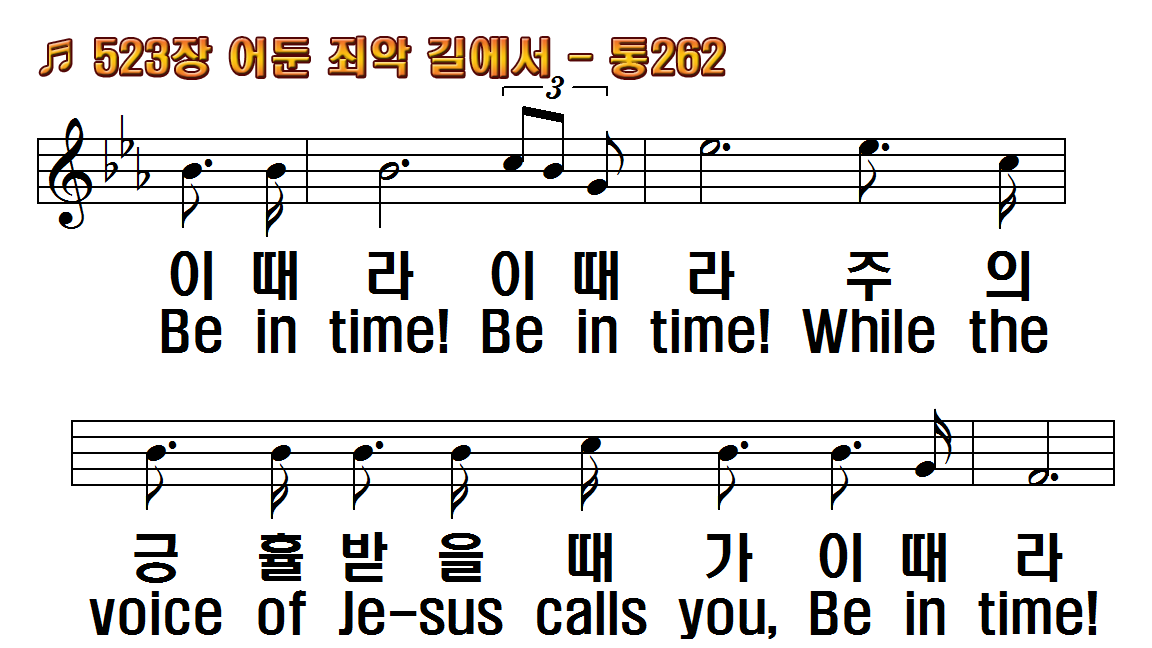 ♬ 523장 어둔 죄악 길에서 - 통262
3
이 때 라 이 때 라 주 의
Be in time! Be in time! While the
긍 휼 받 을 때 가 이 때 라
voice of Je-sus calls you, Be in time!